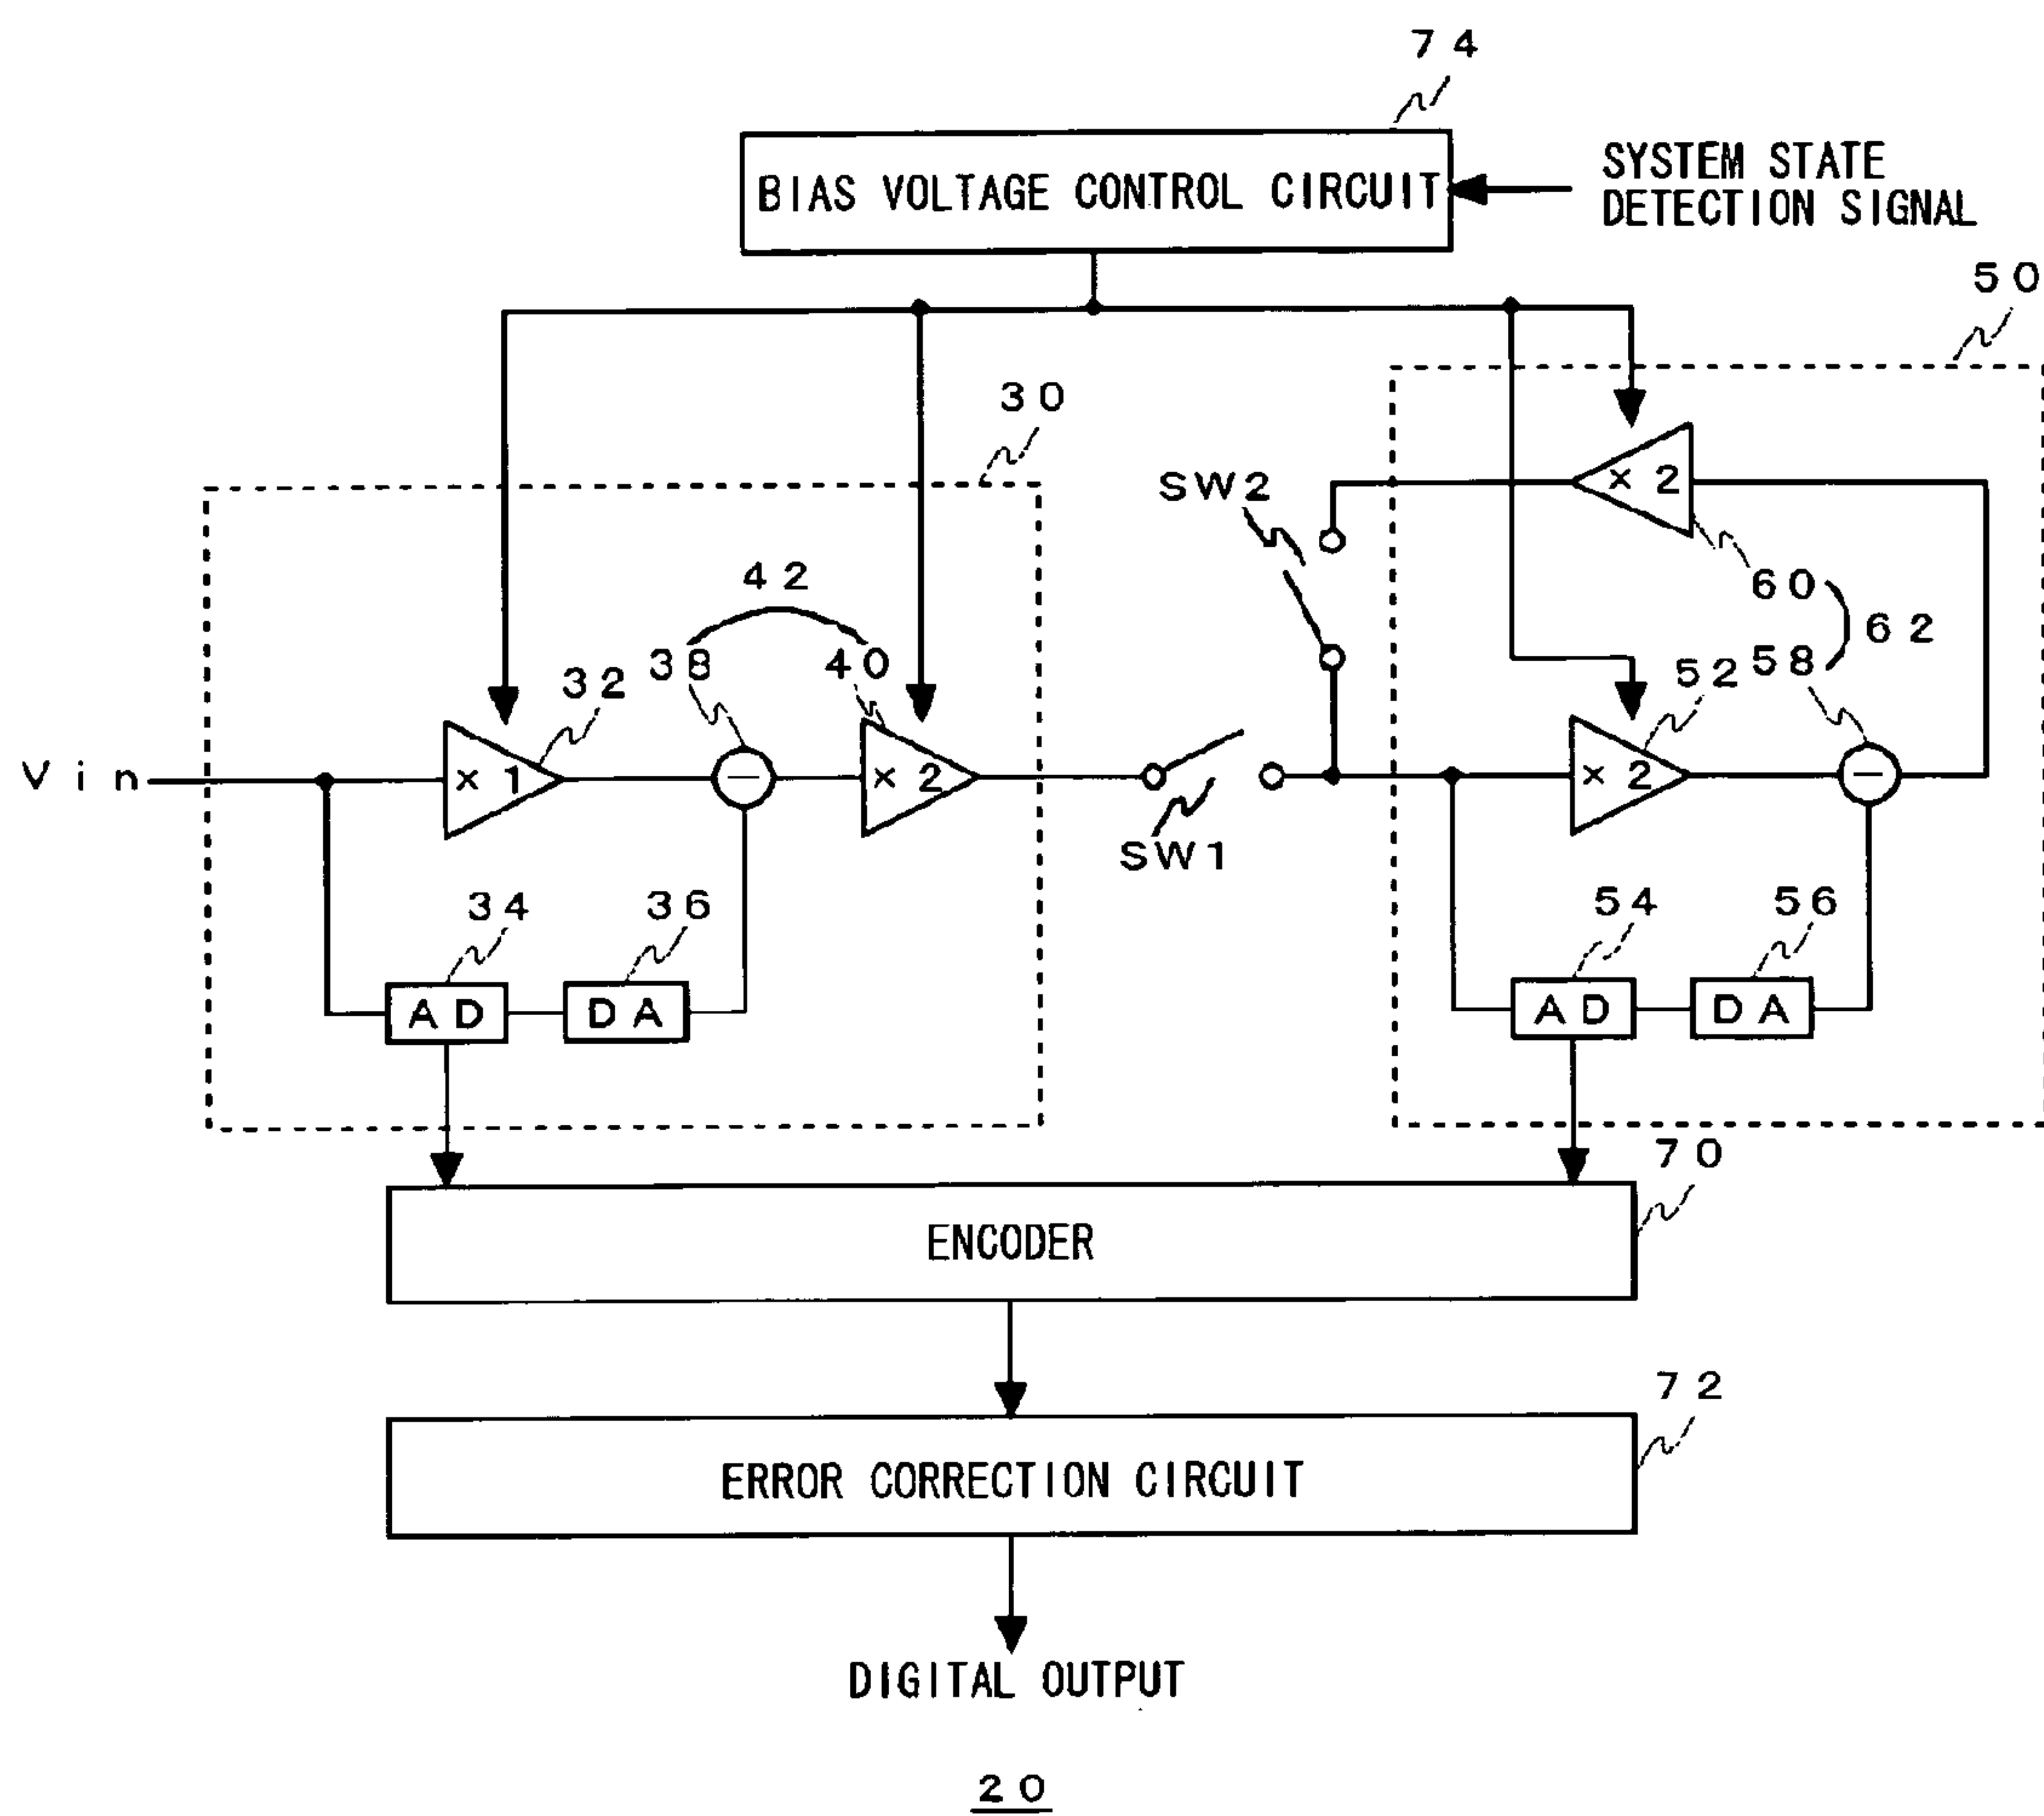 74
BIAS VOLTAGE CONTROL CIRCUIT
SYSTEM STATE
DETECTION SIGNAL
50
30
SW2
× 2
42
60
62
38
40
32
52
58
Vin
× 1
−
× 2
× 2
−
SW1
34
36
54
56
AD
DA
AD
DA
70
ENCODER
72
ERROR CORRECTION CIRCUIT
DIGITAL OUTPUT
20